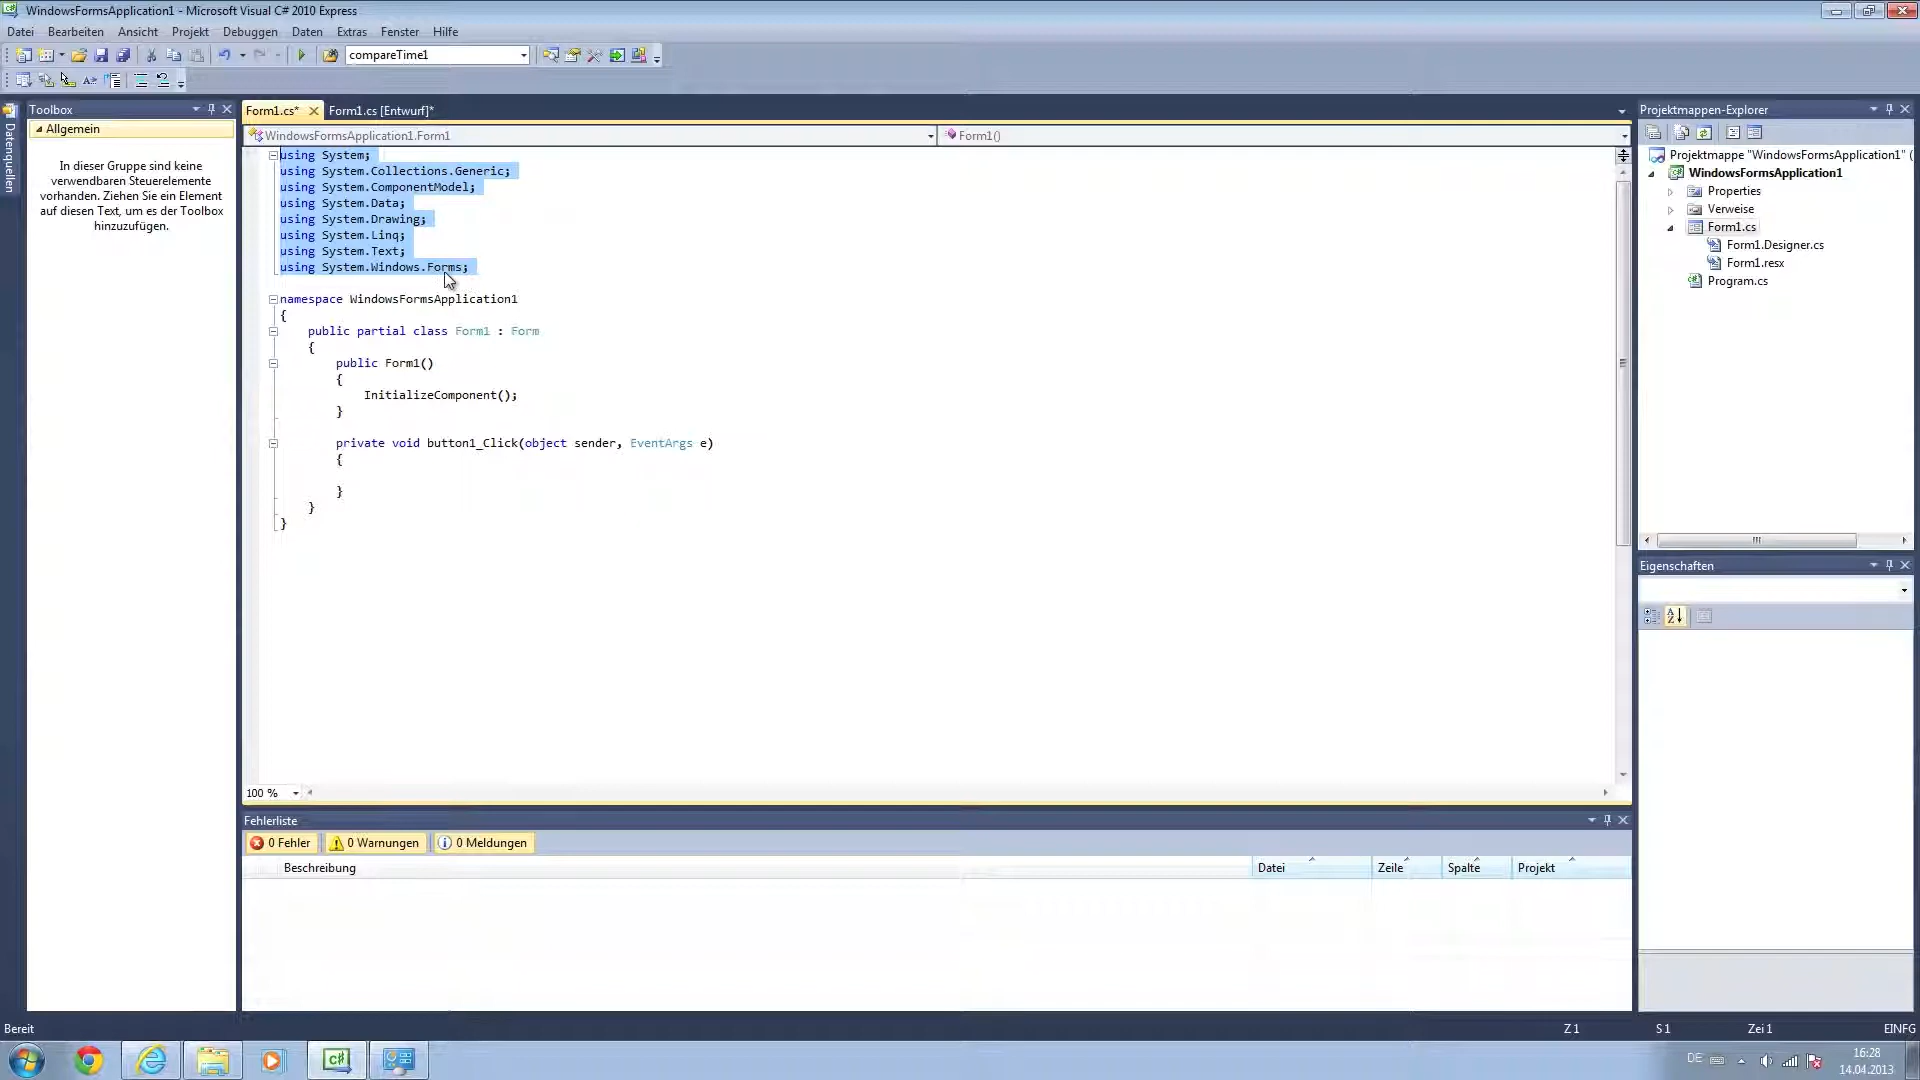 WindowsFormsApplication1 - Microsoft Visual C# 2010 Express
Datei Bearbeiten Ansicht Projekt Debuggen Daten Extras Fenster Hilfe
compareTime1
Datenquellen
Toolbox
Allgemein
In dieser Gruppe sind keine
verwendbaren Steuerelemente
vorhanden. Ziehen Sie ein Element
auf diesen Text, um es der Toolbox
hinzuzufügen.
Form1.cs* Form1.cs [Entwurf]*
WindowsFormsApplication1.Form1 Form1()
using System;
using System.Collections.Generic;
using System.ComponentModel;
using System.Data;
using System.Drawing;
using System.Linq;
using System.Text;
using System.Windows.Forms;
namespace WindowsFormsApplication1
{
public partial class Form1 : Form
{
public Form1()
{
InitializeComponent();
}
private void button1_Click(object sender, EventArgs e)
{
}
}
}
100 %
Fehlerliste
0 Fehler 0 Warnungen 0 Meldungen
Beschreibung Datei Zeile Spalte Projekt
Projektmappen-Explorer
Projektmappe "WindowsFormsApplication1" (
WindowsFormsApplication1
Properties
Verweise
Form1.cs
Form1.Designer.cs
Form1.resx
Program.cs
Eigenschaften
Bereit Z 1 S 1 Zei 1 EINFG
DE
16:28
14.04.2013